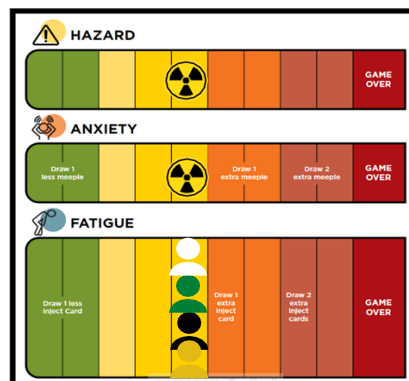 HAZARD
GAME
OVER
ANXIETY
Draw 1
less meeple
Draw 1
extra meeple
Draw 2
extra meeple
GAME
OVER
FATIGUE
Draw 1 less
Inject Card
Draw 1
extra
Inject
card
Draw 2
extra
Inject
cards
GAME
OVER